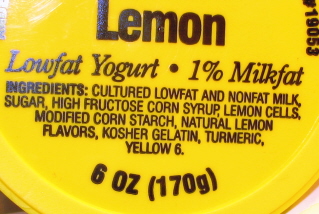 Lemon
Lowfat Yogurt • 1% Milkfat
INGREDIENTS: CULTURED LOWFAT AND NONFAT MILK,
SUGAR, HIGH FRUCTOSE CORN SYRUP, LEMON CELLS,
MODIFIED CORN STARCH, NATURAL LEMON
FLAVORS, KOSHER GELATIN, TURMERIC,
YELLOW 6.
6 OZ (170g)
#19053